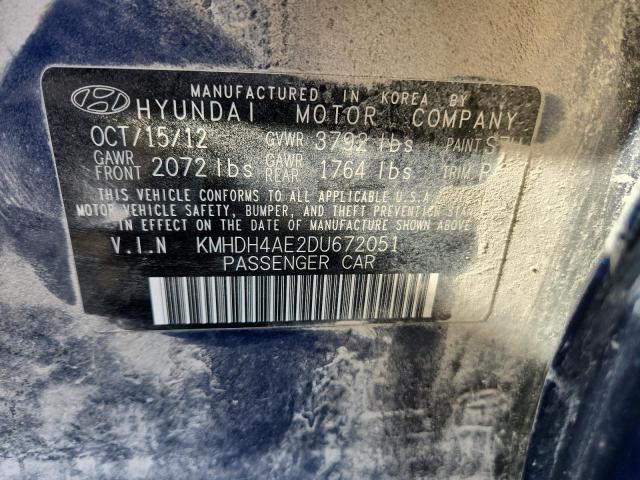 MANUFACTURED IN KOREA BY
HYUNDAI MOTOR COMPANY
OCT/15/12 GVWR 3792 lbs PAINT
GAWR FRONT 2072 lbs GAWR REAR 1764 lbs TRIM
THIS VEHICLE CONFORMS TO ALL APPLICABLE U.S.A
MOTOR VEHICLE SAFETY, BUMPER, AND THEFT PREVENTION
IN EFFECT ON THE DATE OF MANUFACTURE SHOWN ABOVE.
V.I.N KMHDH4AE2DU672051
PASSENGER CAR